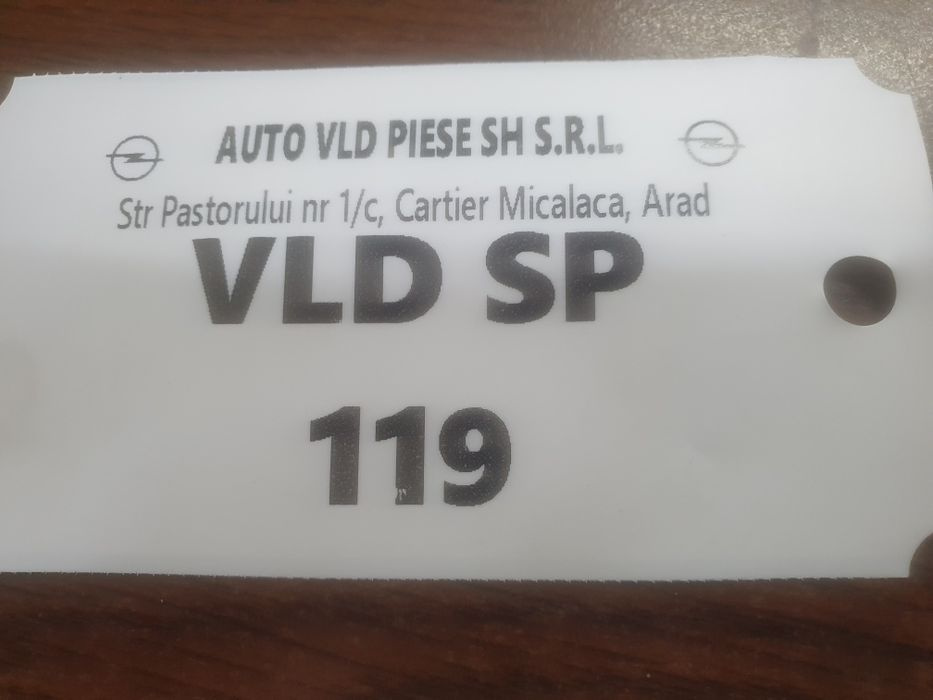 AUTO VLD PIESE SH S.R.L.
Str Pastorului nr 1/c, Cartier Micalaca, Arad
VLD SP
119